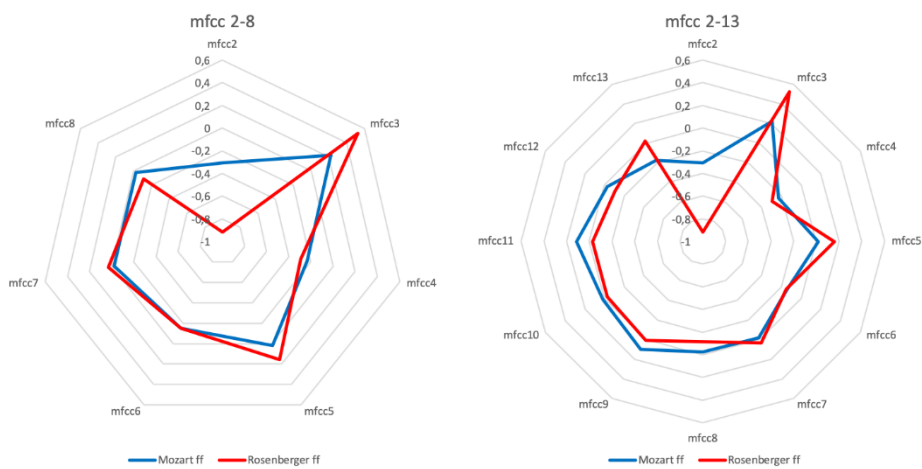 mfcc 2-8
mfcc2
0,6
0,4
0,2
0
-0,2
-0,4
-0,6
-0,8
-1
mfcc3
mfcc4
mfcc5
mfcc6
mfcc7
mfcc8
Mozart ff
Rosenberger ff
mfcc 2-13
mfcc2
0,6
0,4
0,2
0
-0,2
-0,4
-0,6
-0,8
-1
mfcc3
mfcc4
mfcc5
mfcc6
mfcc7
mfcc8
mfcc9
mfcc10
mfcc11
mfcc12
mfcc13
Mozart ff
Rosenberger ff